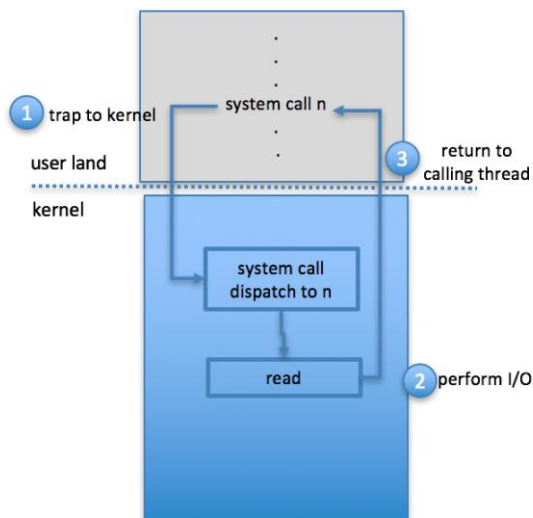 .
.
.
system call n
.
.
1
trap to kernel
3
return to
calling thread
user land
kernel
system call
dispatch to n
read
2
perform I/O